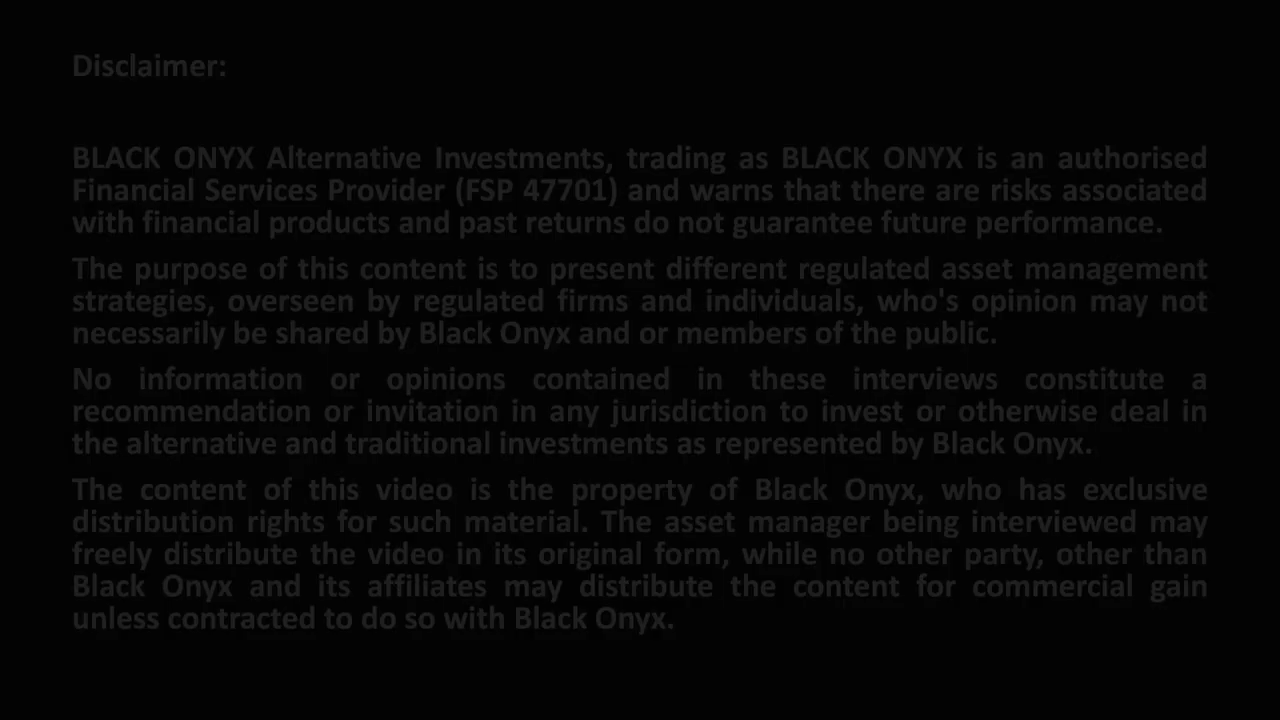 Disclaimer:
BLACK ONYX Alternative Investments, trading as BLACK ONYX is an authorised
Financial Services Provider (FSP 47701) and warns that there are risks associated
with financial products and past returns do not guarantee future performance.
The purpose of this content is to present different regulated asset management
strategies, overseen by regulated firms and individuals, who's opinion may not
necessarily be shared by Black Onyx and or members of the public.
No information or opinions contained in these interviews constitute a
recommendation or invitation in any jurisdiction to invest or otherwise deal in
the alternative and traditional investments as represented by Black Onyx.
The content of this video is the property of Black Onyx, who has exclusive
distribution rights for such material. The asset manager being interviewed may
freely distribute the video in its original form, while no other party, other than
Black Onyx and its affiliates may distribute the content for commercial gain
unless contracted to do so with Black Onyx.